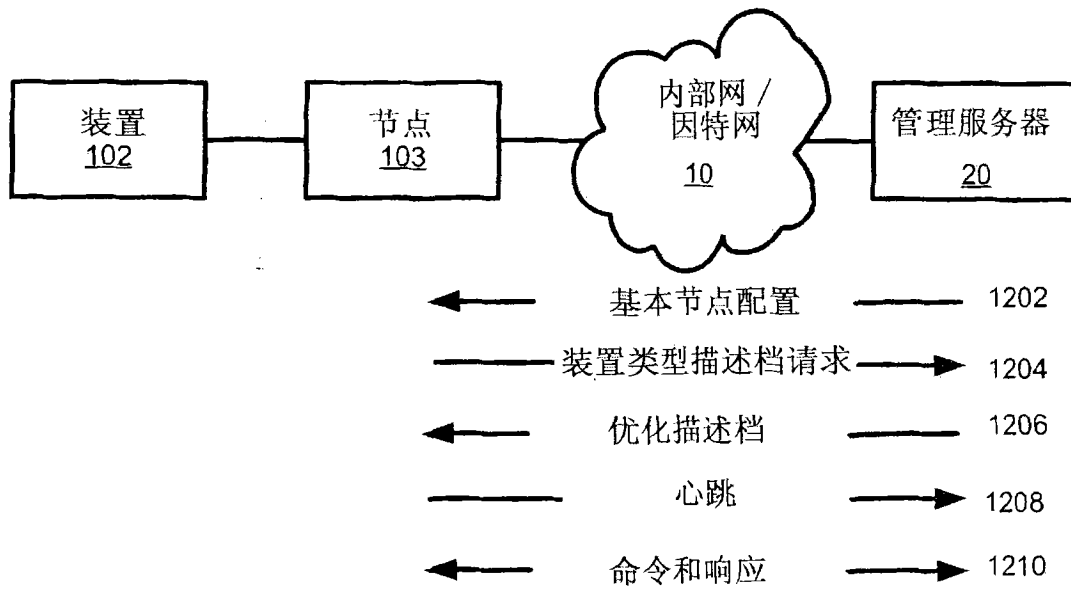 装置
102
节点
103
内部网 /
因特网
10
管理服务器
20
基本节点配置 1202
装置类型描述档请求 1204
优化描述档 1206
心跳 1208
命令和响应 1210